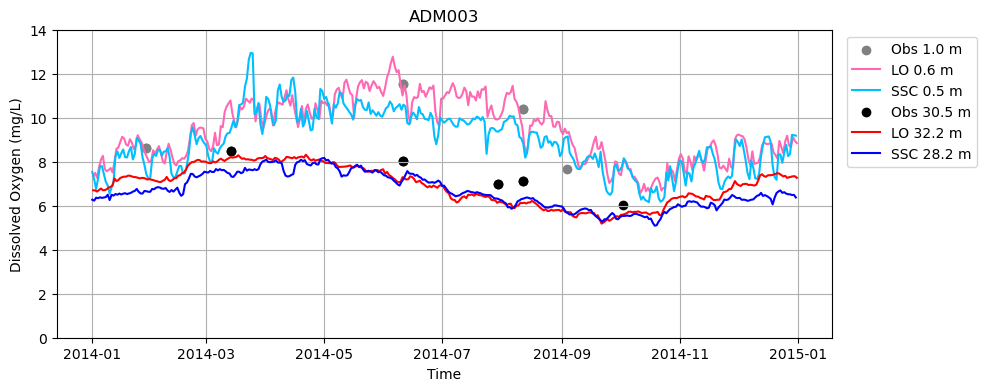 ADM003
Dissolved Oxygen (mg/L)
14
12
10
8
6
4
2
0
2014-01
2014-03
2014-05
2014-07
2014-09
2014-11
2015-01
Time
Obs 1.0 m
LO 0.6 m
SSC 0.5 m
Obs 30.5 m
LO 32.2 m
SSC 28.2 m